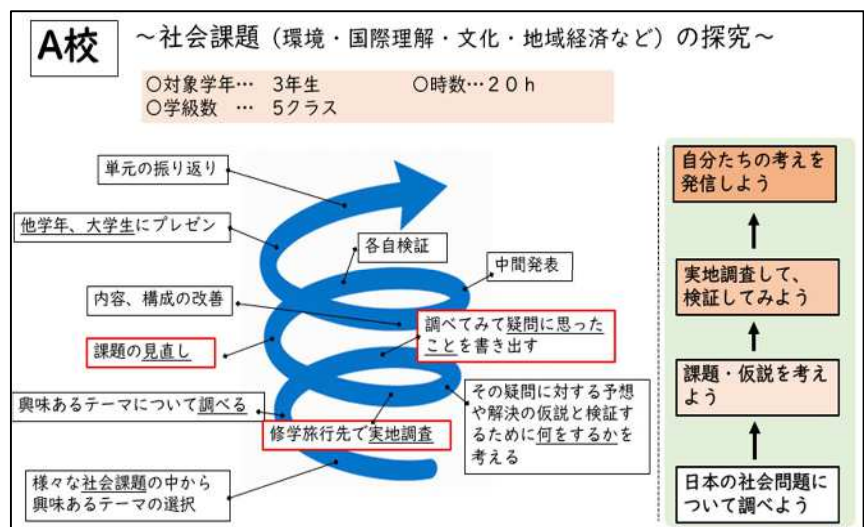 A校
～社会課題（環境・国際理解・文化・地域経済など）の探究～
○対象学年… 3年生
○時数…20h
○学級数 … 5クラス
単元の振り返り
他学年、大学生にプレゼン
各自検証
中間発表
内容、構成の改善
調べてみて疑問に思った
ことを書き出す
課題の見直し
興味あるテーマについて調べる
修学旅行先で実地調査
その疑問に対する予想
や解決の仮説と検証す
るために何をするかを
考える
様々な社会課題の中から
興味あるテーマの選択
自分たちの考えを
発信しよう
実地調査して、
検証してみよう
課題・仮説を考え
よう
日本の社会問題に
ついて調べよう